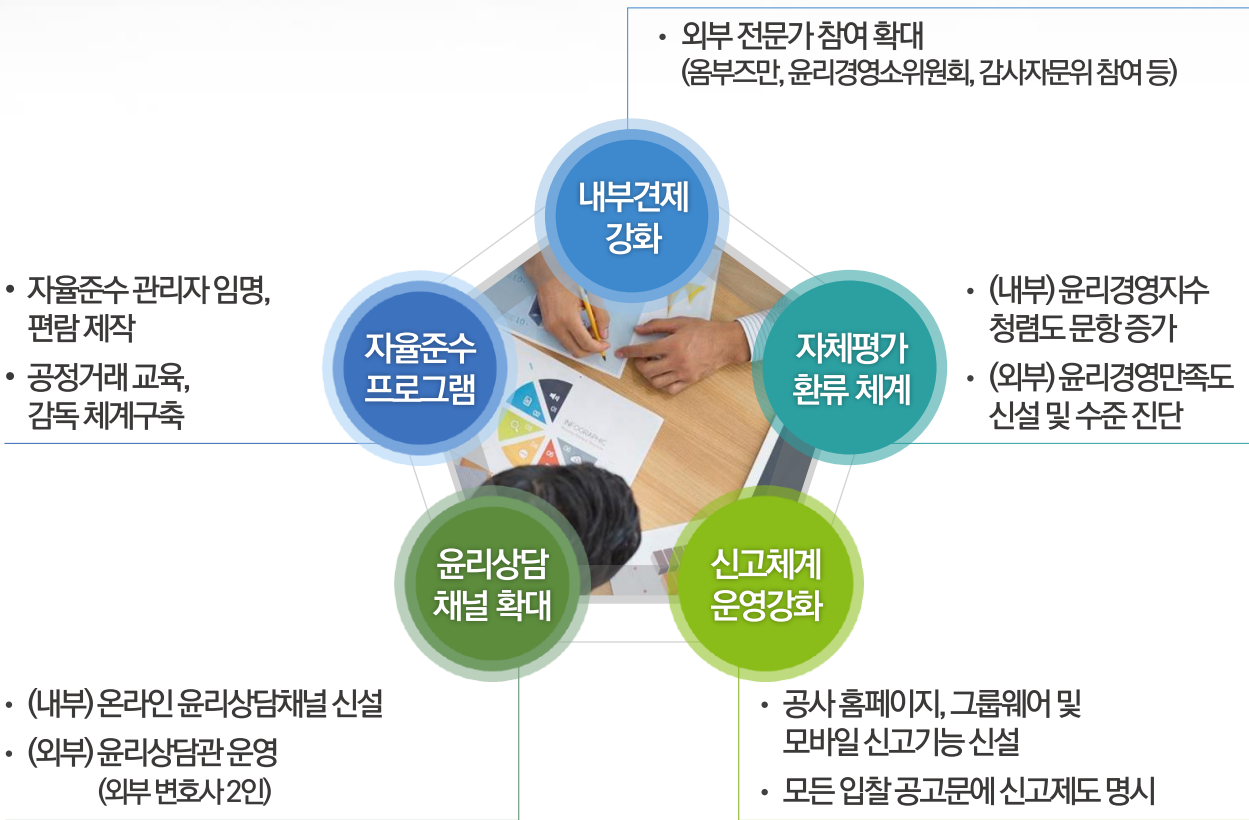 • 외부 전문가 참여 확대
(옴부즈만, 윤리경영소위원회, 감사자문위 참여 등)
내부견제
강화
• 자율준수 관리자 임명,
편람 제작
• 공정거래 교육,
감독 체계구축
자율준수
프로그램
자체평가
환류 체계
• (내부) 윤리경영지수
청렴도 문항 증가
• (외부) 윤리경영만족도
신설 및 수준 진단
INFOGRAPHIC
윤리상담
채널 확대
신고체계
운영강화
• (내부) 온라인 윤리상담채널 신설
• (외부) 윤리상담관 운영
(외부 변호사 2인)
• 공사 홈페이지, 그룹웨어 및
모바일 신고기능 신설
• 모든 입찰 공고문에 신고제도 명시